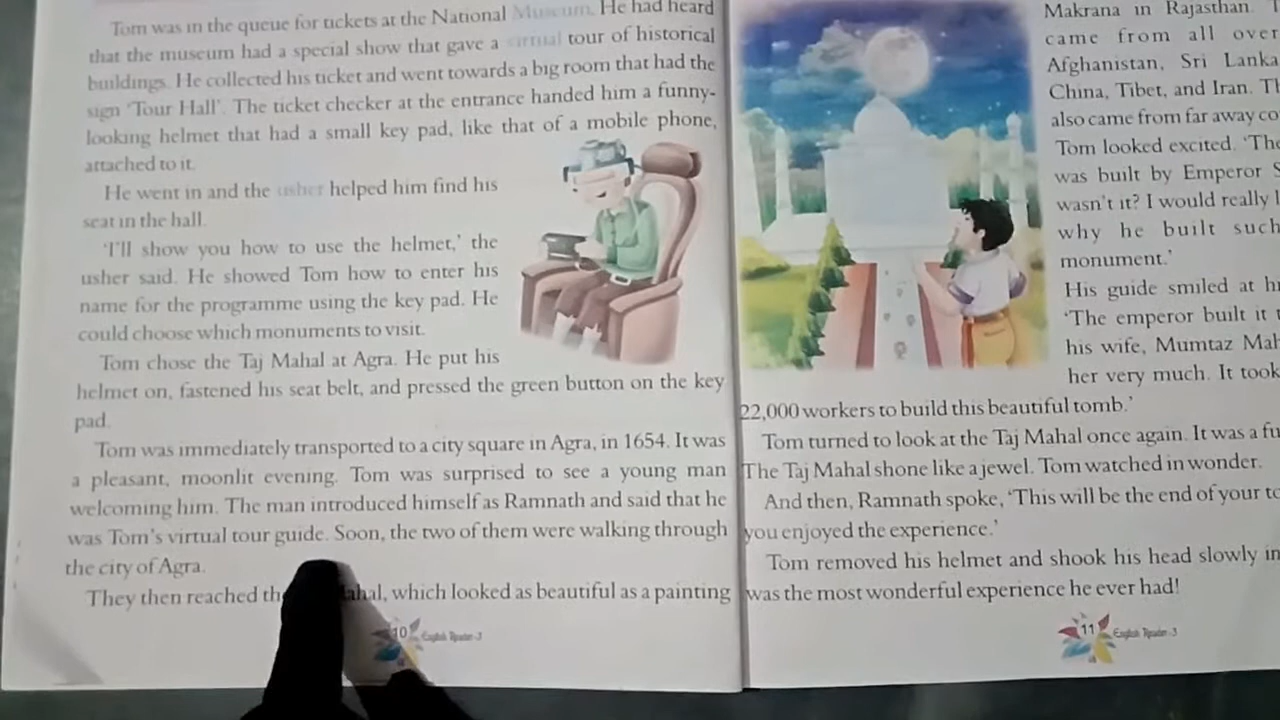 Tom was in the queue for tickets at the National Museum. He had heard
that the museum had a special show that gave a virtual tour of historical
buildings. He collected his ticket and went towards a big room that had the
sign ‘Tour Hall’. The ticket checker at the entrance handed him a funny-
looking helmet that had a small key pad, like that of a mobile phone,
attached to it.
He went in and the usher helped him find his
seat in the hall.
‘I’ll show you how to use the helmet,’ the
usher said. He showed Tom how to enter his
name for the programme using the key pad. He
could choose which monuments to visit.
Tom chose the Taj Mahal at Agra. He put his
helmet on, fastened his seat belt, and pressed the green button on the key
pad.
Tom was immediately transported to a city square in Agra, in 1654. It was
a pleasant, moonlit evening. Tom was surprised to see a young man
welcoming him. The man introduced himself as Ramnath and said that he
was Tom’s virtual tour guide. Soon, the two of them were walking through
the city of Agra.
They then reached which looked as beautiful as a painting
10 English Reader-3
Makrana in Rajasthan.
came from all over
Afghanistan, Sri Lanka
China, Tibet, and Iran.
also came from far away
Tom looked excited.
was built by Emperor
wasn’t it? I would really
why he built such
monument.’
His guide smiled at
‘The emperor built it
his wife, Mumtaz
her very much. It took
22,000 workers to build this beautiful tomb.’
Tom turned to look at the Taj Mahal once again. It was a
The Taj Mahal shone like a jewel. Tom watched in wonder.
And then, Ramnath spoke, ‘This will be the end of your
you enjoyed the experience.’
Tom removed his helmet and shook his head slowly in
was the most wonderful experience he ever had!
11 English Reader-3